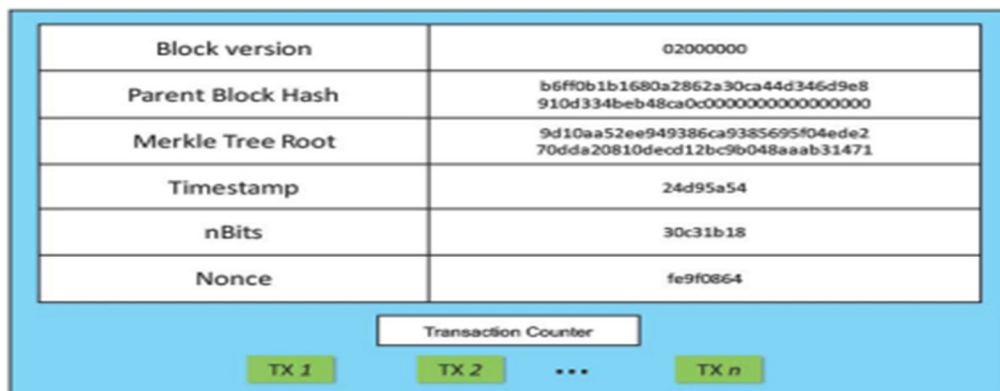 Block version 02000000
Parent Block Hash b6ff0b1b1680a2862a30ca44d346d9e8
910d334beb48ca0c0000000000000000
Merkle Tree Root 9d10aa52ee949386ca9385695f04ede2
70dda20810decd12bc9b048aaab31471
Timestamp 24d95a54
nBits 30c31b18
Nonce fe9f0864
Transaction Counter
TX 1 TX 2 ... TX n